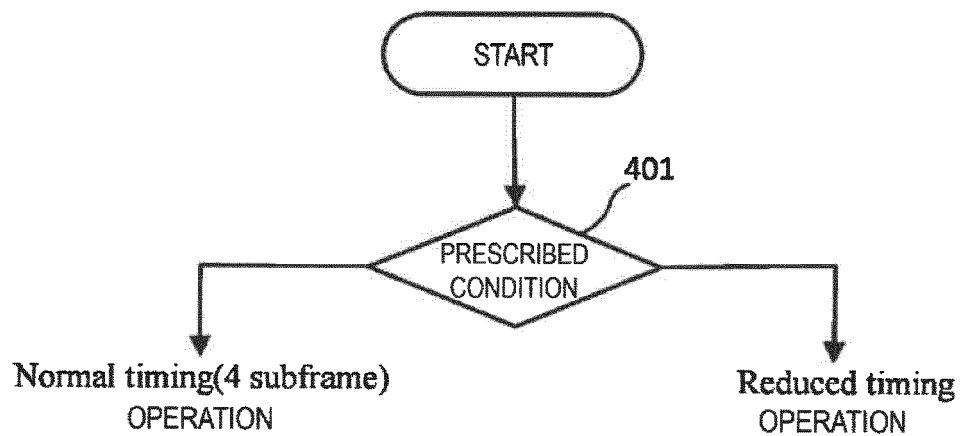 START
401
PRESCRIBED
CONDITION
Normal timing(4 subframe)
OPERATION
Reduced timing
OPERATION